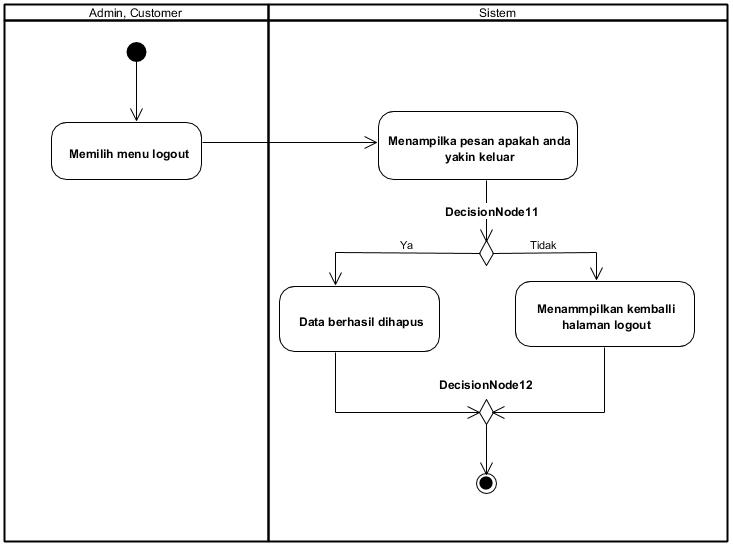 Admin, Customer
Sistem
Memilih menu logout
Menampilka pesan apakah anda
yakin keluar
DecisionNode11
Ya
Tidak
Data berhasil dihapus
Menammpilkan kemballi
halaman logout
DecisionNode12